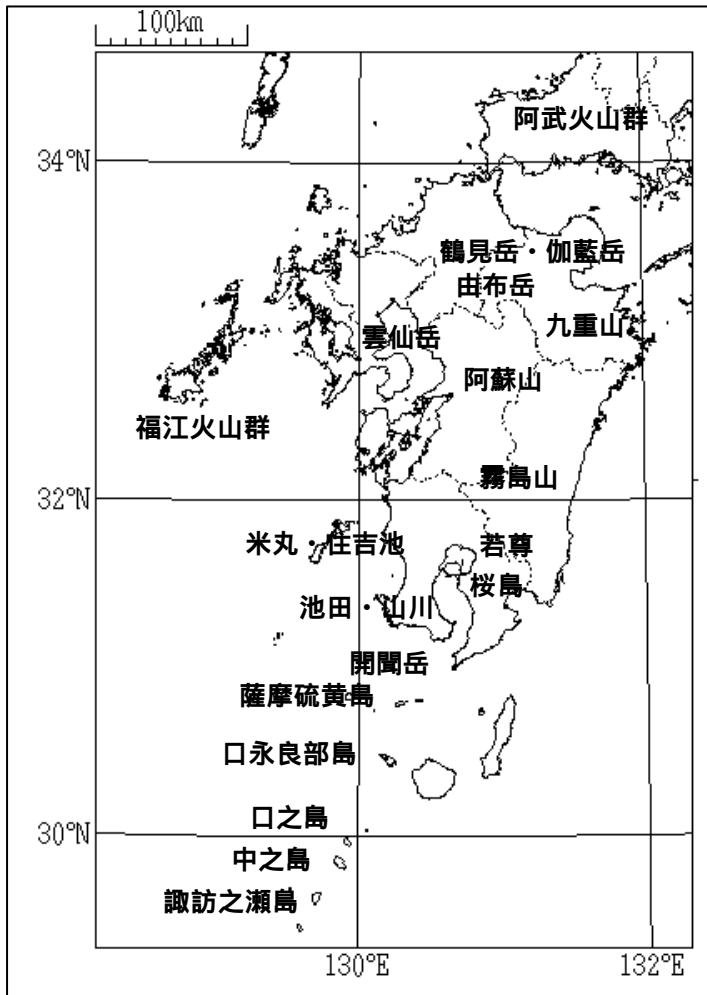 100km
阿武火山群
34°N
鶴見岳・伽藍岳
由布岳
九重山
雲仙岳
阿蘇山
福江火山群
霧島山
32°N
米丸・住吉池
若尊
桜島
池田・山川
開聞岳
薩摩硫黄島
口永良部島
口之島
30°N
中之島
諏訪之瀬島
130°E
132°E